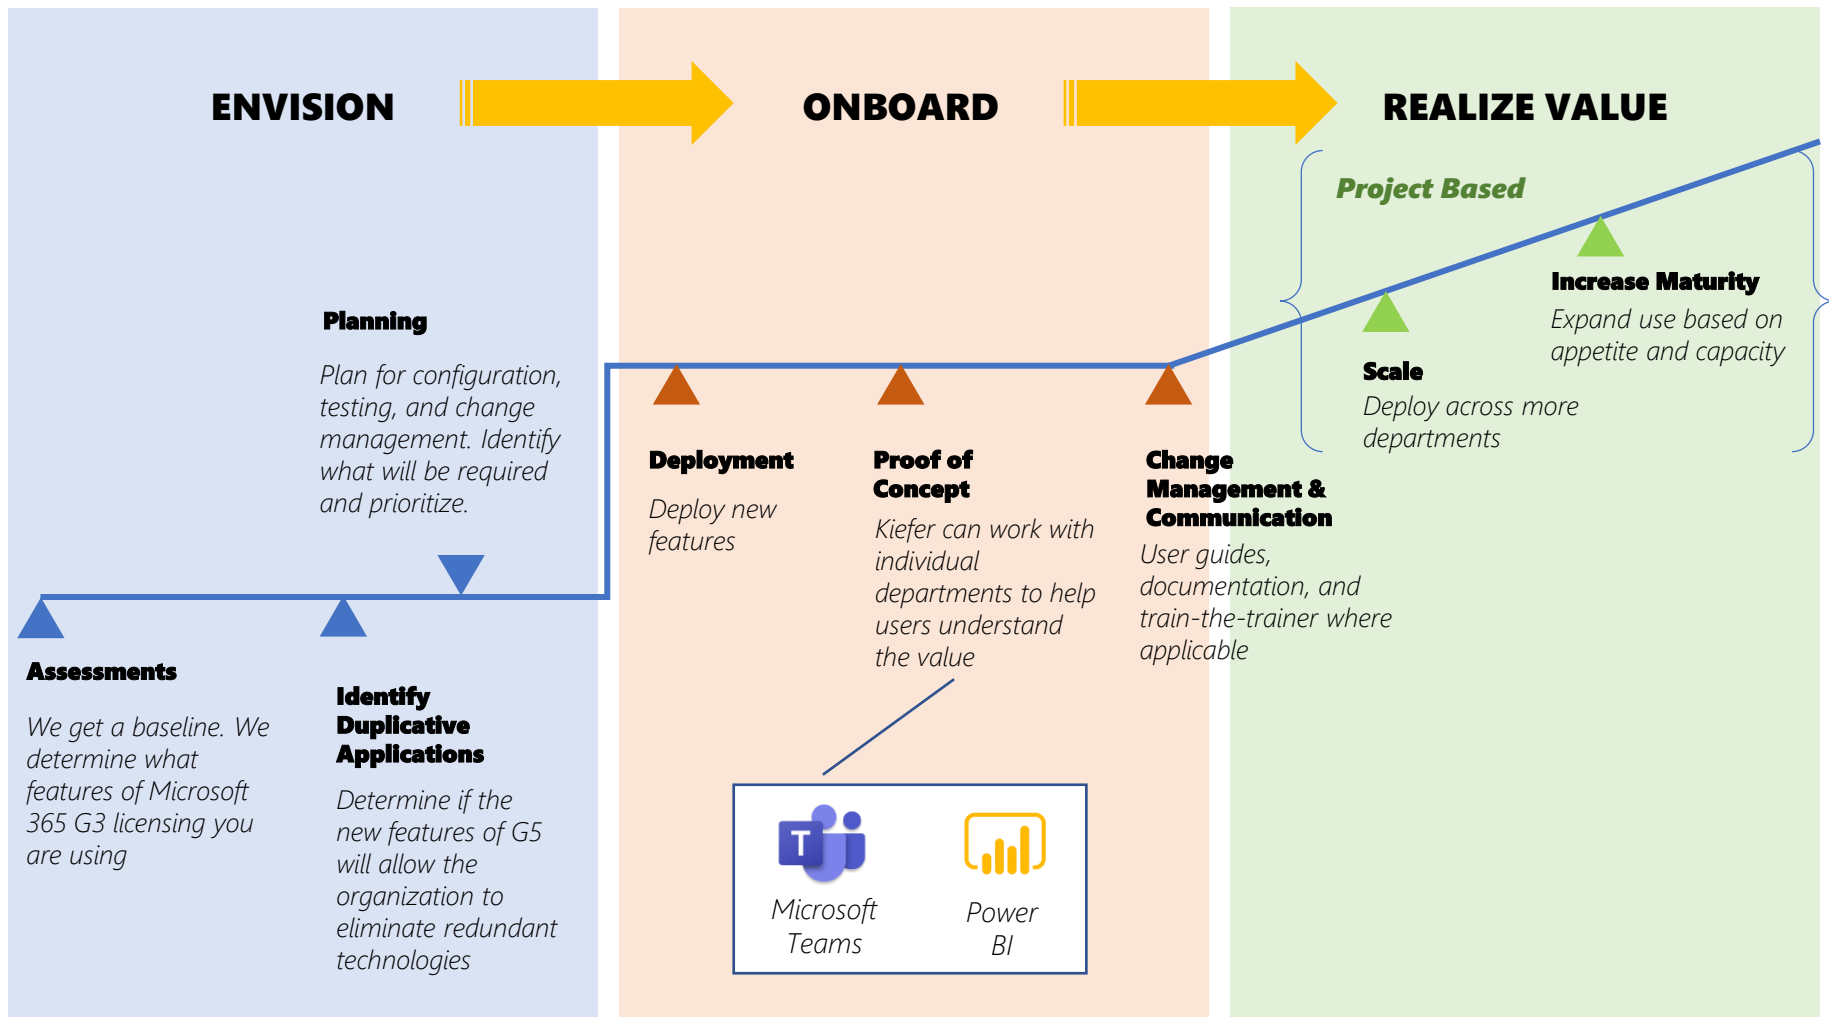 ENVISION
ONBOARD
REALIZE VALUE
Planning
Plan for configuration,
testing, and change
management. Identify
what will be required
and prioritize.
Assessments
We get a baseline. We
determine what
features of Microsoft
365 G3 licensing you
are using
Identify
Duplicative
Applications
Determine if the
new features of G5
will allow the
organization to
eliminate redundant
technologies
Deployment
Deploy new
features
Proof of
Concept
Kiefer can work with
individual
departments to help
users understand
the value
T
Microsoft
Teams
Power
BI
Change
Management &
Communication
User guides,
documentation, and
train-the-trainer where
applicable
Project Based
Scale
Deploy across more
departments
Increase Maturity
Expand use based on
appetite and capacity